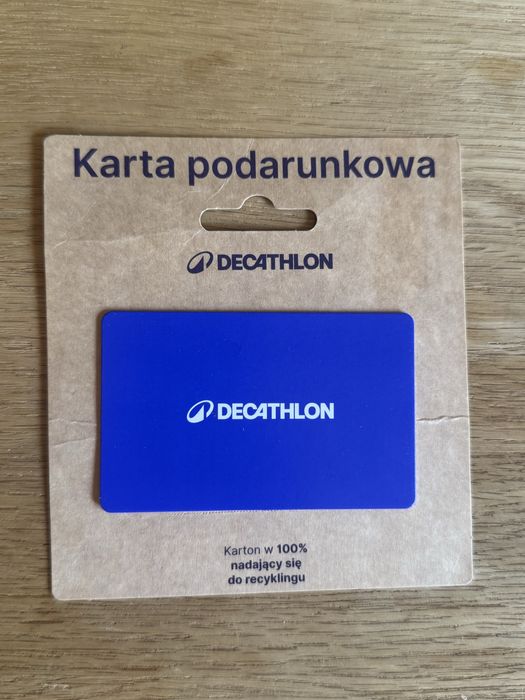 Karta podarunkowa
DECATHLON
DECATHLON
Karton w 100%
nadający się
do recyklingu